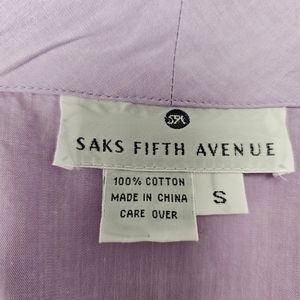 SFA
SAKS FIFTH AVENUE
100% COTTON
MADE IN CHINA
CARE OVER
S